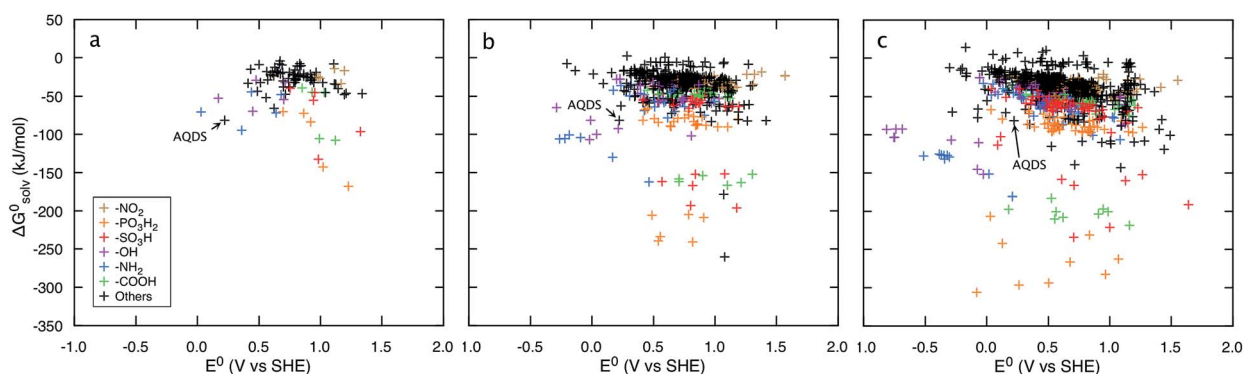 a
b
c
50
0
-50
-100
-150
-200
-250
-300
-350
ΔG⁰solv (kJ/mol)
AQDS
AQDS
AQDS
-NO₂
-PO₃H₂
-SO₃H
-OH
-NH₂
-COOH
Others
-1.0 -0.5 0.0 0.5 1.0 1.5 2.0
-1.0 -0.5 0.0 0.5 1.0 1.5 2.0
-1.0 -0.5 0.0 0.5 1.0 1.5 2.0
E⁰ (V vs SHE)
E⁰ (V vs SHE)
E⁰ (V vs SHE)